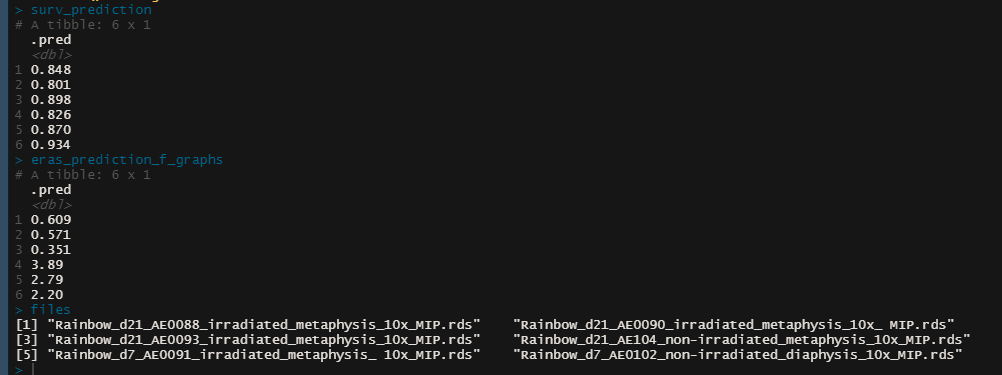 > surv_prediction
# A tibble: 6 x 1
.pred
<dbl>
1 0.848
2 0.801
3 0.898
4 0.826
5 0.870
6 0.934
> eras_prediction_f_graphs
# A tibble: 6 x 1
.pred
<dbl>
1 0.609
2 0.571
3 0.351
4 3.89
5 2.79
6 2.20
> files
[1] "Rainbow_d21_AE0088_irradiated_metaphysis_10x_MIP.rds" "Rainbow_d21_AE0090_irradiated_metaphysis_10x_ MIP.rds"
[3] "Rainbow_d21_AE0093_irradiated_metaphysis_10x_MIP.rds" "Rainbow_d21_AE104_non-irradiated_metaphysis_10x_MIP.rds"
[5] "Rainbow_d7_AE0091_irradiated_metaphysis_ 10x_MIP.rds" "Rainbow_d7_AE0102_non-irradiated_diaphysis_10x_MIP.rds"
>